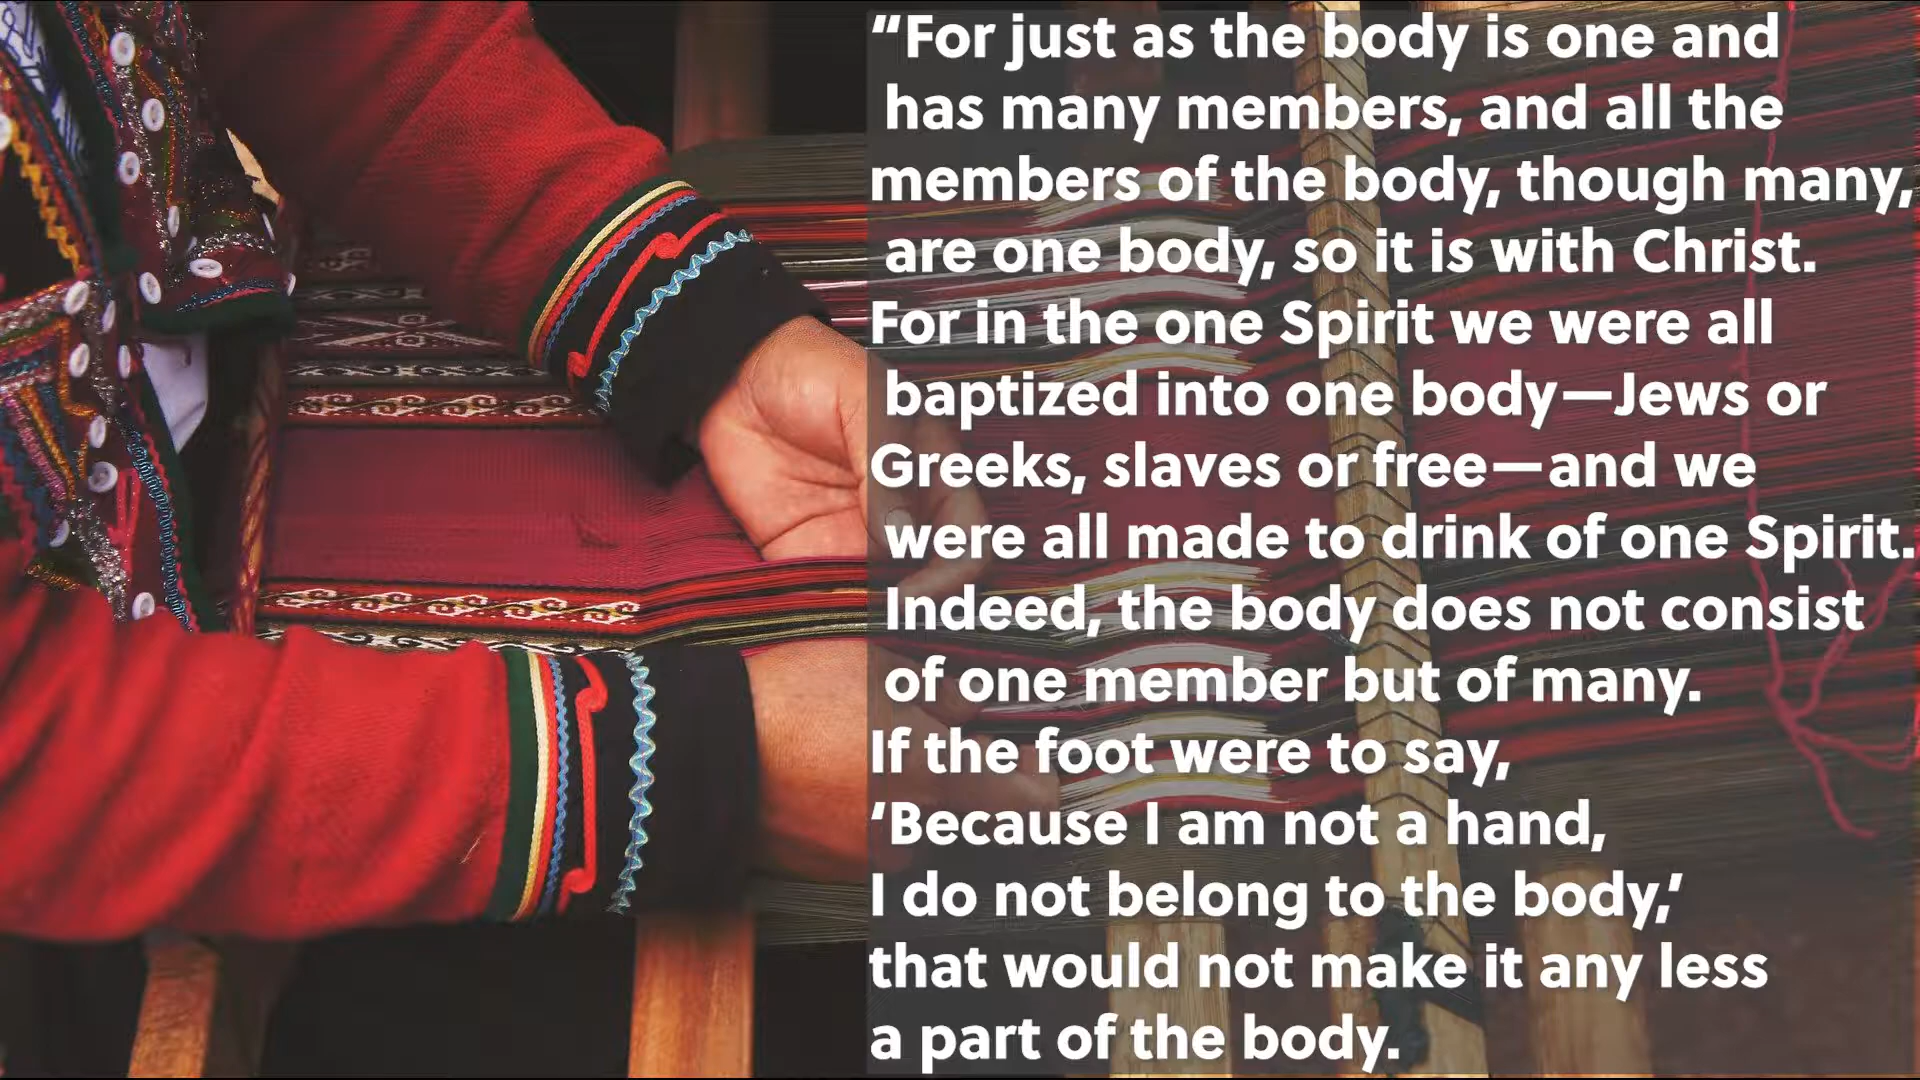 “For just as the body is one and
has many members, and all the
members of the body, though many,
are one body, so it is with Christ.
For in the one Spirit we were all
baptized into one body—Jews or
Greeks, slaves or free—and we
were all made to drink of one Spirit.
Indeed, the body does not consist
of one member but of many.
If the foot were to say,
‘Because I am not a hand,
I do not belong to the body,’
that would not make it any less
a part of the body.